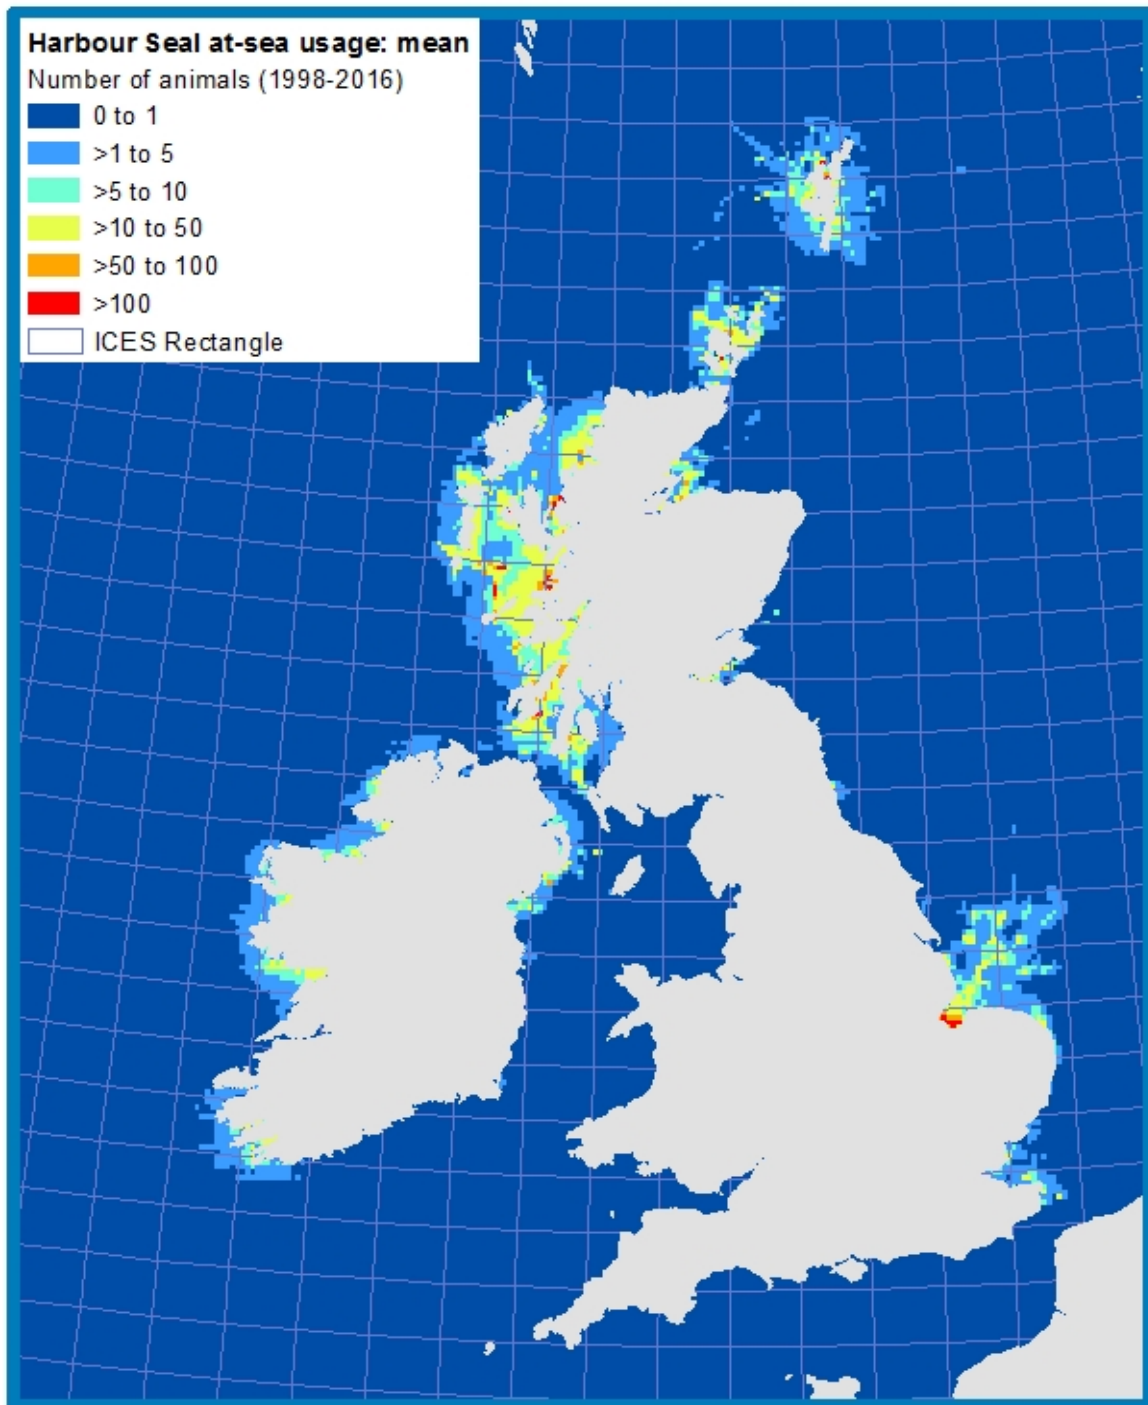 Harbour Seal at-sea usage: mean
Number of animals (1998-2016)
0 to 1
>1 to 5
>5 to 10
>10 to 50
>50 to 100
>100
ICES Rectangle